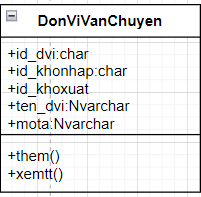 DonViVanChuyen
+id_dvi:char
+id_khonhap:char
+id_khoxuat
+ten_dvi:Nvarchar
+mota:Nvarchar
+them()
+xemtt()